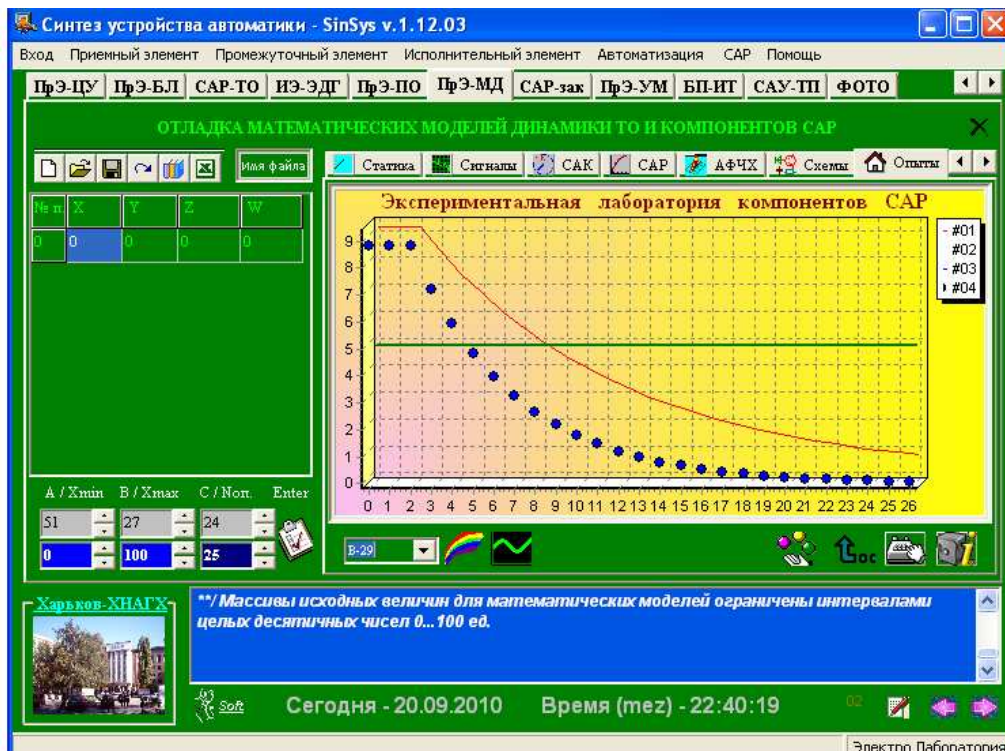 Синтез устройства автоматики - SinSys v.1.12.03
Вход Приемный элемент Промежуточный элемент Исполнительный элемент Автоматизация САР Помощь
ПрЭ-ЦУ ПрЭ-БЛ САР-ТО ИЭ-ЭДГ ПрЭ-ПО ПрЭ-МД САР-зак ПрЭ-УМ БП-ИТ САУ-ТП ФОТО
ОТЛАДКА МАТЕМАТИЧЕСКИХ МОДЕЛЕЙ ДИНАМИКИ ТО И КОМПОНЕНТОВ САР
Имя файла
Статика Сигналы САК САР АФЧХ Схемы Опыты
№ п. X Y Z W
0 0 0 0 0
Экспериментальная лаборатория компонентов САР
#01
#02
#03
#04
9
8
7
6
5
4
3
2
1
0
0 1 2 3 4 5 6 7 8 9 10 11 12 13 14 15 16 17 18 19 20 21 22 23 24 25 26
A / Xmin B / Xmax C / Nоп. Enter
51 27 24
0 100 25
В-29
ос
Харьков-ХНАГХ
**/ Массивы исходных величин для математических моделей ограничены интервалами
целых десятичных чисел 0...100 ед.
Soft
Сегодня - 20.09.2010 Время (mez) - 22:40:19 02
Электро Лаборатория